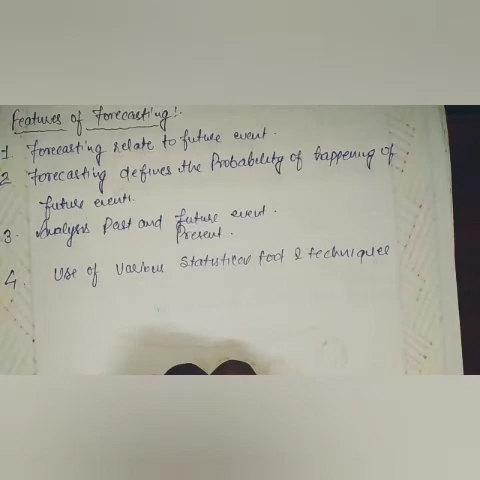 Features of Forecasting!.
1 Forecasting relate to future event.
2 Forecasting defines the Probability of happening of
future events.
3. Analysis Past and future event.
Present.
4. Use of various Statistical tool & techniques